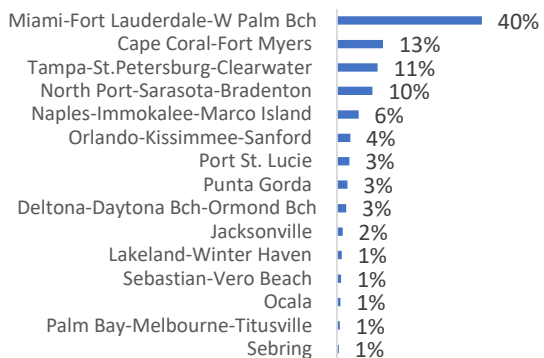 Miami-Fort Lauderdale-W Palm Bch 40%
Cape Coral-Fort Myers 13%
Tampa-St.Petersburg-Clearwater 11%
North Port-Sarasota-Bradenton 10%
Naples-Immokalee-Marco Island 6%
Orlando-Kissimmee-Sanford 4%
Port St. Lucie 3%
Punta Gorda 3%
Deltona-Daytona Bch-Ormond Bch 3%
Jacksonville 2%
Lakeland-Winter Haven 1%
Sebastian-Vero Beach 1%
Ocala 1%
Palm Bay-Melbourne-Titusville 1%
Sebring 1%